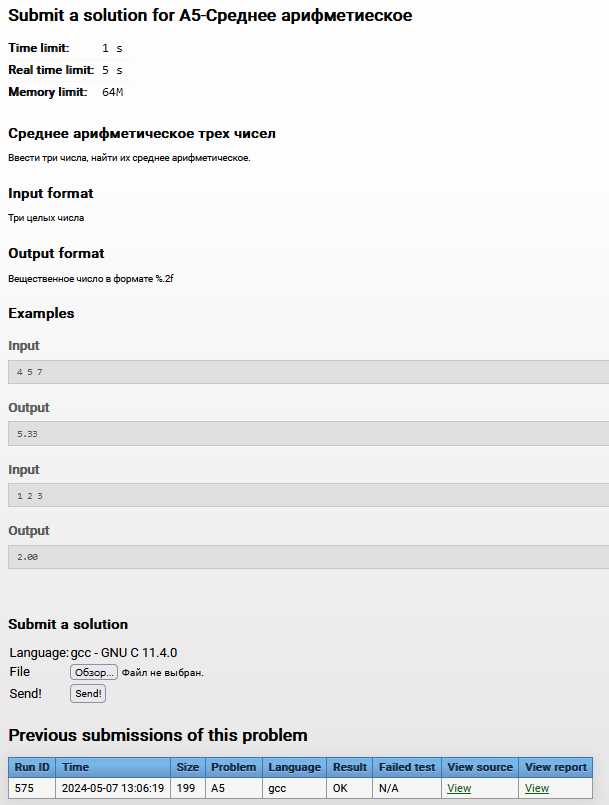 Submit a solution for A5-Среднее арифметиеское
Time limit: 1 s
Real time limit: 5 s
Memory limit: 64M
Среднее арифметическое трех чисел
Ввести три числа, найти их среднее арифметическое.
Input format
Три целых числа
Output format
Вещественное число в формате %.2f
Examples
Input
4 5 7
Output
5.33
Input
1 2 3
Output
2.00
Submit a solution
Language: gcc - GNU C 11.4.0
File Обзор... Файл не выбран.
Send! Send!
Previous submissions of this problem
Run ID Time Size Problem Language Result Failed test View source View report
575 2024-05-07 13:06:19 199 A5 gcc OK N/A View View